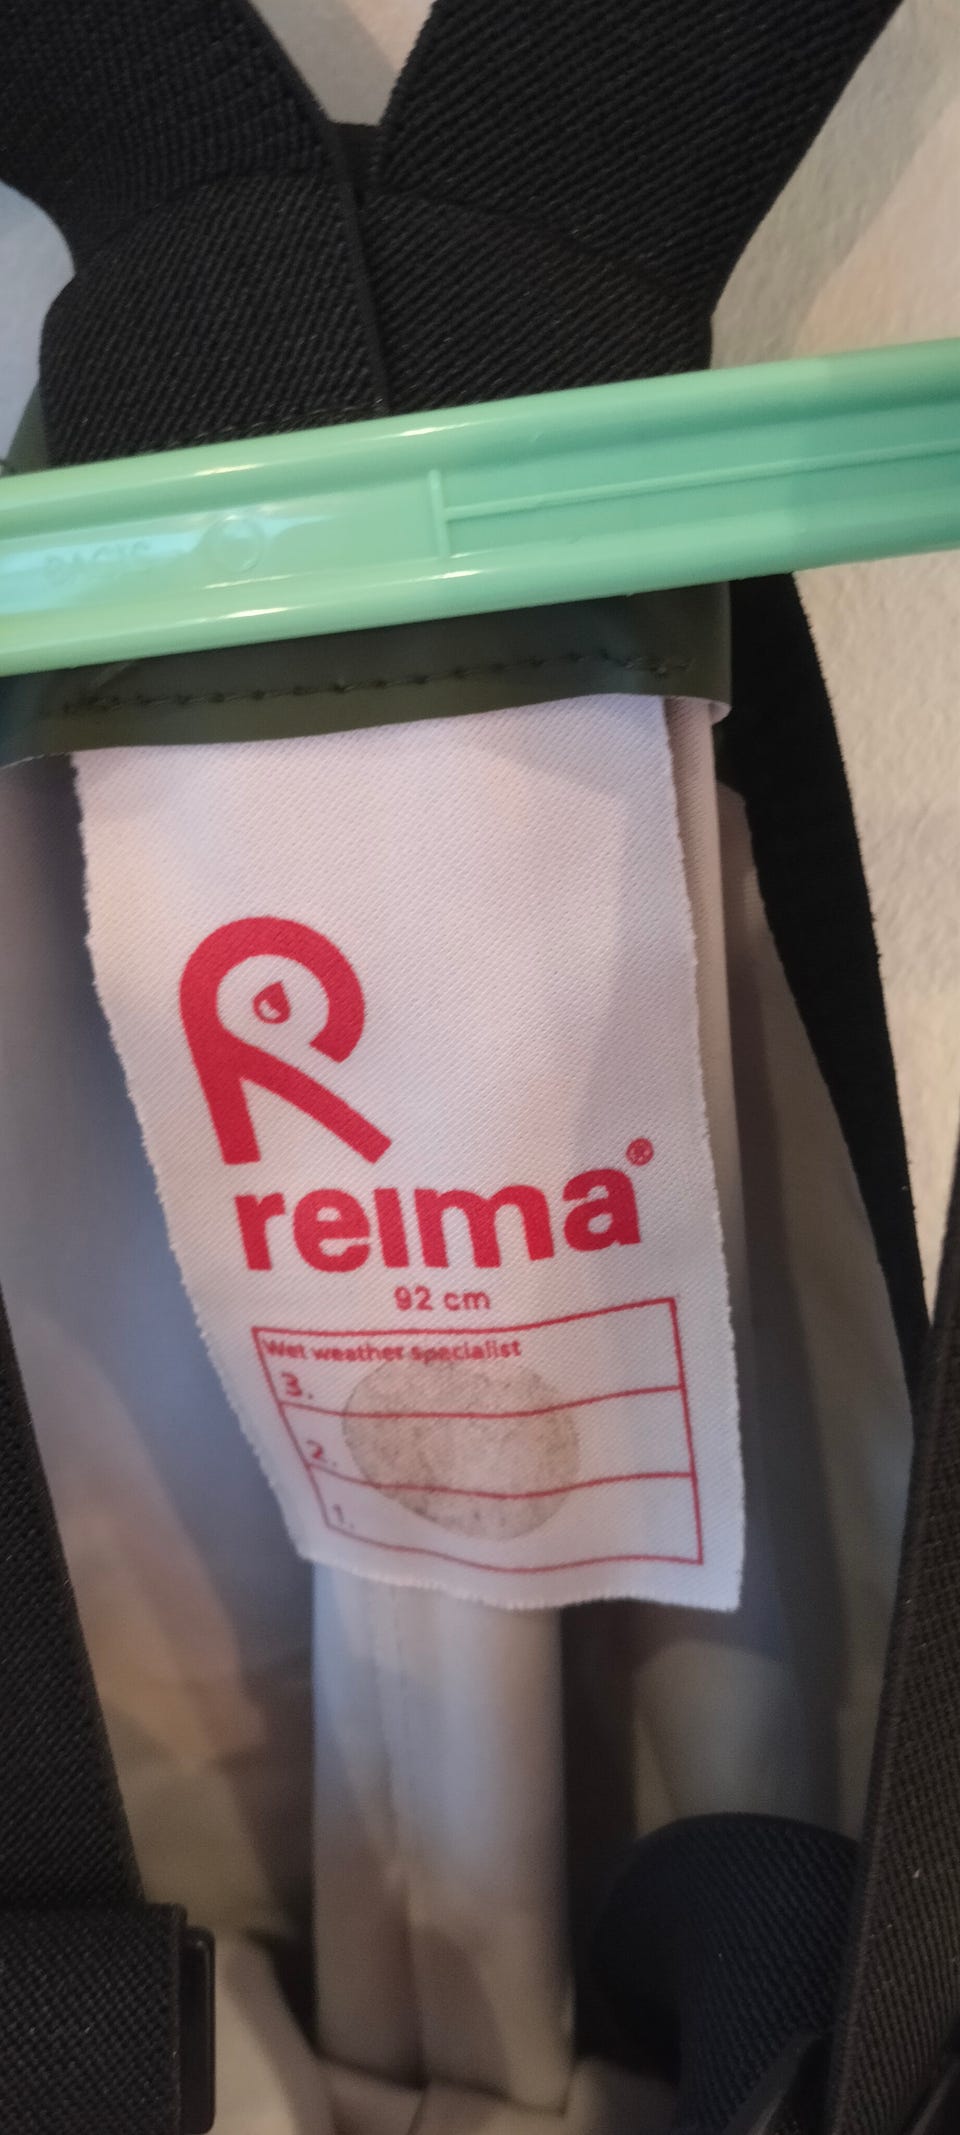 reima®
92 cm
Wet weather specialist
3.
2.
1.